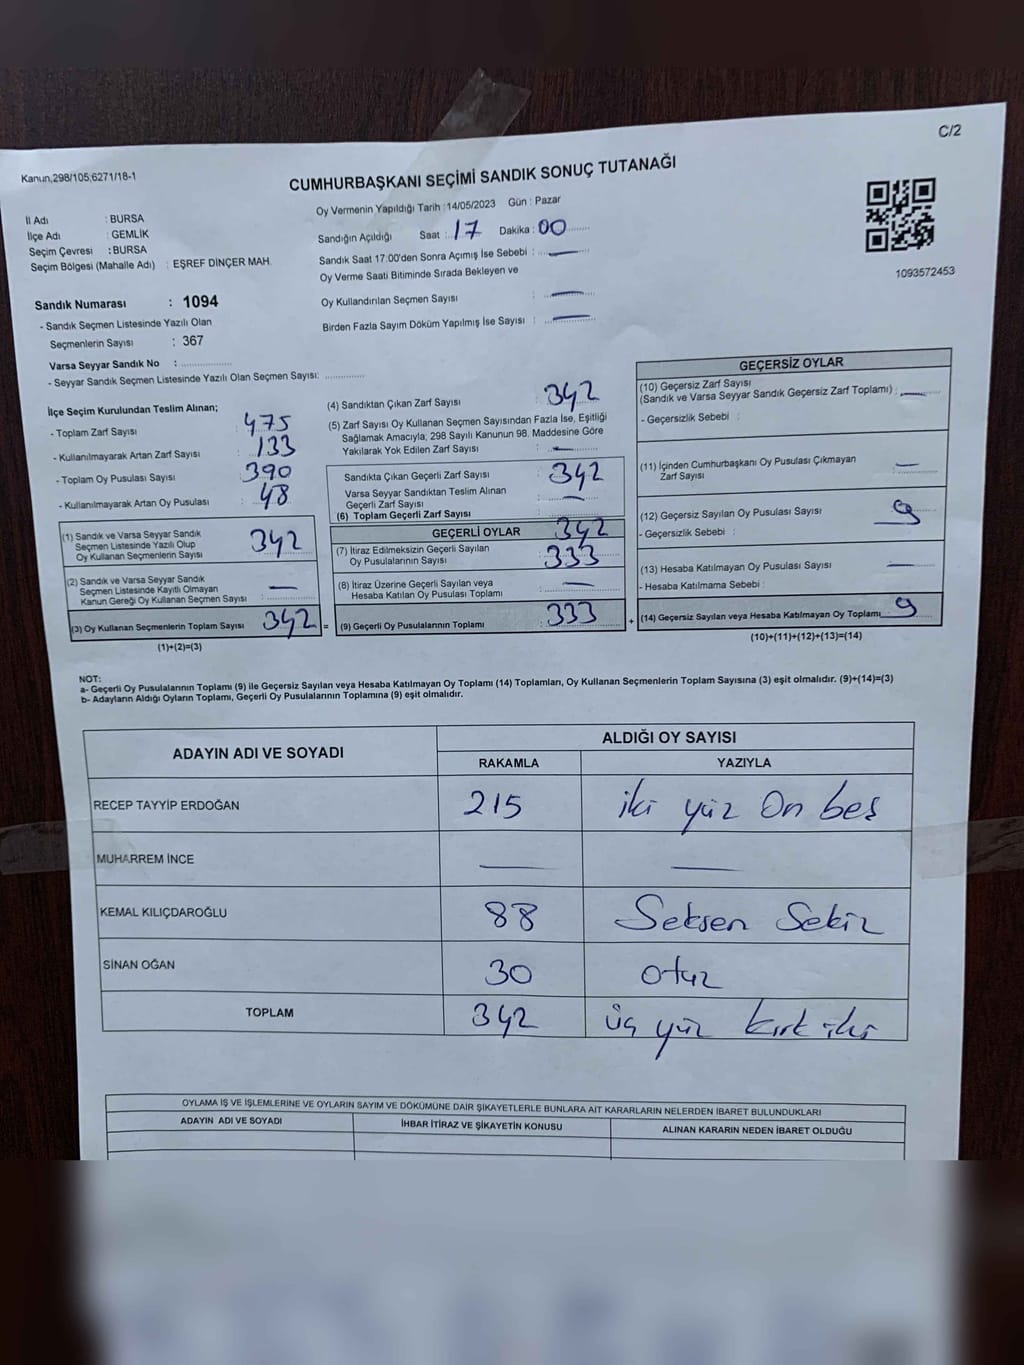 C/2
Kanun,298/105,6271/18-1
CUMHURBAŞKANI SEÇİMİ SANDIK SONUÇ TUTANAĞI
İl Adı : BURSA
İlçe Adı : GEMLİK
Seçim Çevresi : BURSA
Seçim Bölgesi (Mahalle Adı) : EŞREF DİNÇER MAH.
Sandık Numarası : 1094
- Sandık Seçmen Listesinde Yazılı Olan
Seçmenlerin Sayısı : 367
Varsa Seyyar Sandık No :
- Seyyar Sandık Seçmen Listesinde Yazılı Olan Seçmen Sayısı:
Oy Vermenin Yapıldığı Tarih :14/05/2023 Gün : Pazar
Sandığın Açıldığı Saat : 17 Dakika : 00
Sandık Saat 17:00'den Sonra Açımış İse Sebebi : —
Oy Verme Saati Bitiminde Sırada Bekleyen ve
Oy Kullandırılan Seçmen Sayısı : —
Birden Fazla Sayım Döküm Yapılmış İse Sayısı : —
1093572453
İlçe Seçim Kurulundan Teslim Alınan;
- Toplam Zarf Sayısı : 475
- Kullanılmayarak Artan Zarf Sayısı : 133
- Toplam Oy Pusulası Sayısı : 390
- Kullanılmayarak Artan Oy Pusulası : 48
(1) Sandık ve Varsa Seyyar Sandık
Seçmen Listesinde Yazılı Olup
Oy Kullanan Seçmenlerin Sayısı : 342
(2) Sandık ve Varsa Seyyar Sandık
Seçmen Listesinde Kayıtlı Olmayan
Kanun Gereği Oy Kullanan Seçmen Sayısı : —
(3) Oy Kullanan Seçmenlerin Toplam Sayısı 342 =
(1)+(2)=(3)
(4) Sandıktan Çıkan Zarf Sayısı : 342
(5) Zarf Sayısı Oy Kullanan Seçmen Sayısından Fazla İse, Eşitliği
Sağlamak Amacıyla, 298 Sayılı Kanunun 98. Maddesine Göre
Yakılarak Yok Edilen Zarf Sayısı : —
Sandıkta Çıkan Geçerli Zarf Sayısı : 342
Varsa Seyyar Sandıktan Teslim Alınan
Geçerli Zarf Sayısı : —
(6) Toplam Geçerli Zarf Sayısı :
GEÇERLİ OYLAR 342
(7) İtiraz Edilmeksizin Geçerli Sayılan
Oy Pusulalarının Sayısı : 333
(8) İtiraz Üzerine Geçerli Sayılan veya
Hesaba Katılan Oy Pusulası Toplamı : —
(9) Geçerli Oy Pusulalarının Toplamı : 333 +
GEÇERSİZ OYLAR
(10) Geçersiz Zarf Sayısı
(Sandık ve Varsa Seyyar Sandık Geçersiz Zarf Toplamı) : —
- Geçersizlik Sebebi :
(11) İçinden Cumhurbaşkanı Oy Pusulası Çıkmayan
Zarf Sayısı : —
(12) Geçersiz Sayılan Oy Pusulası Sayısı : 9
- Geçersizlik Sebebi :
(13) Hesaba Katılmayan Oy Pusulası Sayısı : —
- Hesaba Katılmama Sebebi :
(14) Geçersiz Sayılan veya Hesaba Katılmayan Oy Toplamı 9
(10)+(11)+(12)+(13)=(14)
NOT:
a- Geçerli Oy Pusulalarının Toplamı (9) ile Geçersiz Sayılan veya Hesaba Katılmayan Oy Toplamı (14) Toplamları, Oy Kullanan Seçmenlerin Toplam Sayısına (3) eşit olmalıdır. (9)+(14)=(3)
b- Adayların Aldığı Oyların Toplamı, Geçerli Oy Pusulalarının Toplamına (9) eşit olmalıdır.
ADAYIN ADI VE SOYADI ALDIĞI OY SAYISI
RAKAMLA YAZIYLA
RECEP TAYYİP ERDOĞAN 215 iki yüz On beş
MUHARREM İNCE — —
KEMAL KILIÇDAROĞLU 88 Seksen Sekiz
SİNAN OĞAN 30 otuz
TOPLAM 342 üç yüz kırk iki
OYLAMA İŞ VE İŞLEMLERİNE VE OYLARIN SAYIM VE DÖKÜMÜNE DAİR ŞİKAYETLERLE BUNLARA AİT KARARLARIN NELERDEN İBARET BULUNDUKLARI
ADAYIN ADI VE SOYADI İHBAR İTİRAZ VE ŞİKAYETİN KONUSU ALINAN KARARIN NEDEN İBARET OLDUĞU